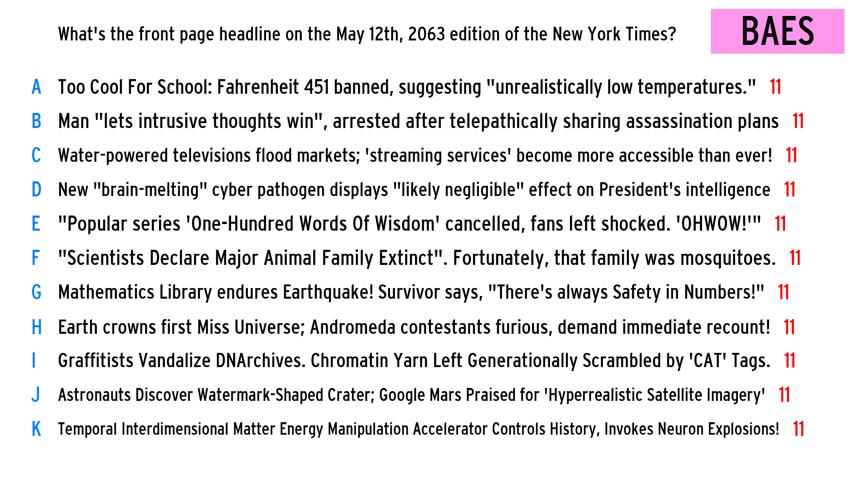 What's the front page headline on the May 12th, 2063 edition of the New York Times?
BAES
A Too Cool For School: Fahrenheit 451 banned, suggesting "unrealistically low temperatures." 11
B Man "lets intrusive thoughts win", arrested after telepathically sharing assassination plans 11
C Water-powered televisions flood markets; 'streaming services' become more accessible than ever! 11
D New "brain-melting" cyber pathogen displays "likely negligible" effect on President's intelligence 11
E "Popular series 'One-Hundred Words Of Wisdom' cancelled, fans left shocked. 'OHWOW!'" 11
F "Scientists Declare Major Animal Family Extinct". Fortunately, that family was mosquitoes. 11
G Mathematics Library endures Earthquake! Survivor says, "There's always Safety in Numbers!" 11
H Earth crowns first Miss Universe; Andromeda contestants furious, demand immediate recount! 11
I Graffitists Vandalize DNArchives. Chromatin Yarn Left Generationally Scrambled by 'CAT' Tags. 11
J Astronauts Discover Watermark-Shaped Crater; Google Mars Praised for 'Hyperrealistic Satellite Imagery' 11
K Temporal Interdimensional Matter Energy Manipulation Accelerator Controls History, Invokes Neuron Explosions! 11